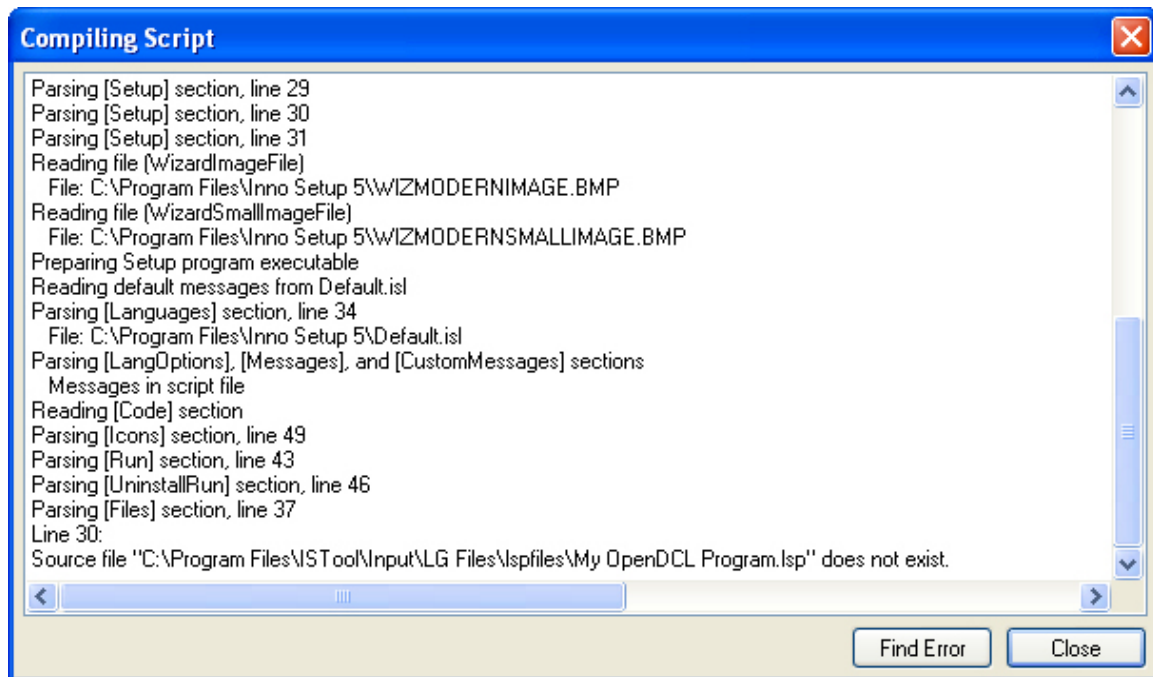 Compiling Script
Parsing [Setup] section, line 29
Parsing [Setup] section, line 30
Parsing [Setup] section, line 31
Reading file (WizardImageFile)
File: C:\Program Files\Inno Setup 5\WIZMODERNIMAGE.BMP
Reading file (WizardSmallImageFile)
File: C:\Program Files\Inno Setup 5\WIZMODERNSMALLIMAGE.BMP
Preparing Setup program executable
Reading default messages from Default.isl
Parsing [Languages] section, line 34
File: C:\Program Files\Inno Setup 5\Default.isl
Parsing [LangOptions], [Messages], and [CustomMessages] sections
Messages in script file
Reading [Code] section
Parsing [Icons] section, line 49
Parsing [Run] section, line 43
Parsing [UninstallRun] section, line 46
Parsing [Files] section, line 37
Line 30:
Source file "C:\Program Files\ISTool\Input\LG Files\lspfiles\My OpenDCL Program.lsp" does not exist.
Find Error Close